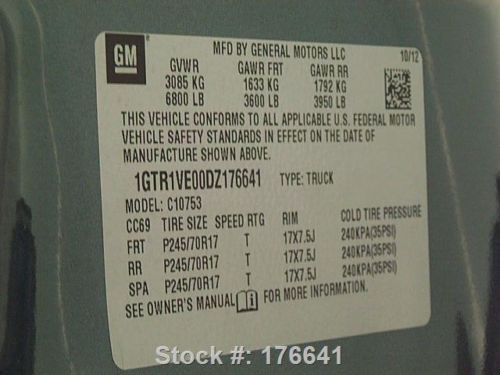 GM
MFD BY GENERAL MOTORS LLC 10/12
GVWR GAWR FRT GAWR RR
3085 KG 1633 KG 1792 KG
6800 LB 3600 LB 3950 LB
THIS VEHICLE CONFORMS TO ALL APPLICABLE U.S. FEDERAL MOTOR
VEHICLE SAFETY STANDARDS IN EFFECT ON THE DATE OF
MANUFACTURE SHOWN ABOVE.
1GTR1VE00DZ176641 TYPE: TRUCK
MODEL: C10753
CC69 TIRE SIZE SPEED RTG RIM COLD TIRE PRESSURE
FRT P245/70R17 T 17X7.5J 240KPA(35PSI)
RR P245/70R17 T 17X7.5J 240KPA(35PSI)
SPA P245/70R17 T 17X7.5J 240KPA(35PSI)
SEE OWNER'S MANUAL FOR MORE INFORMATION.
Stock #: 176641